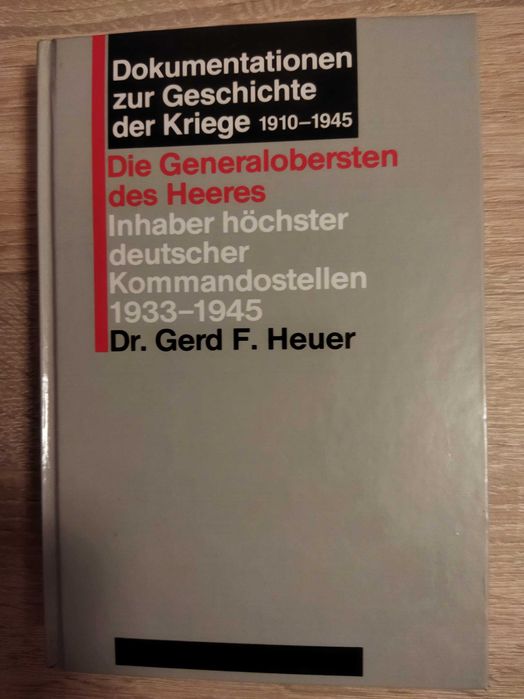 Dokumentationen
zur Geschichte
der Kriege 1910–1945
Die Generalobersten
des Heeres
Inhaber höchster
deutscher
Kommandostellen
1933–1945
Dr. Gerd F. Heuer